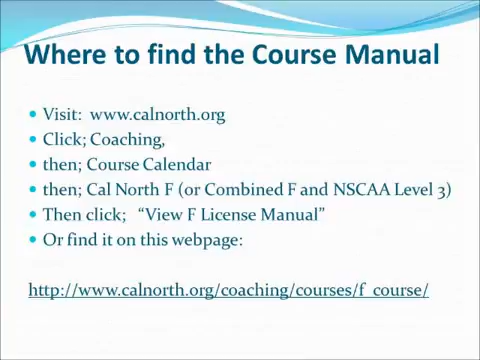 Where to find the Course Manual
• Visit:  www.calnorth.org
• Click; Coaching,
• then; Course Calendar
• then; Cal North F (or Combined F and NSCAA Level 3)
• Then click;   “View F License Manual”
• Or find it on this webpage:
http://www.calnorth.org/coaching/courses/f_course/